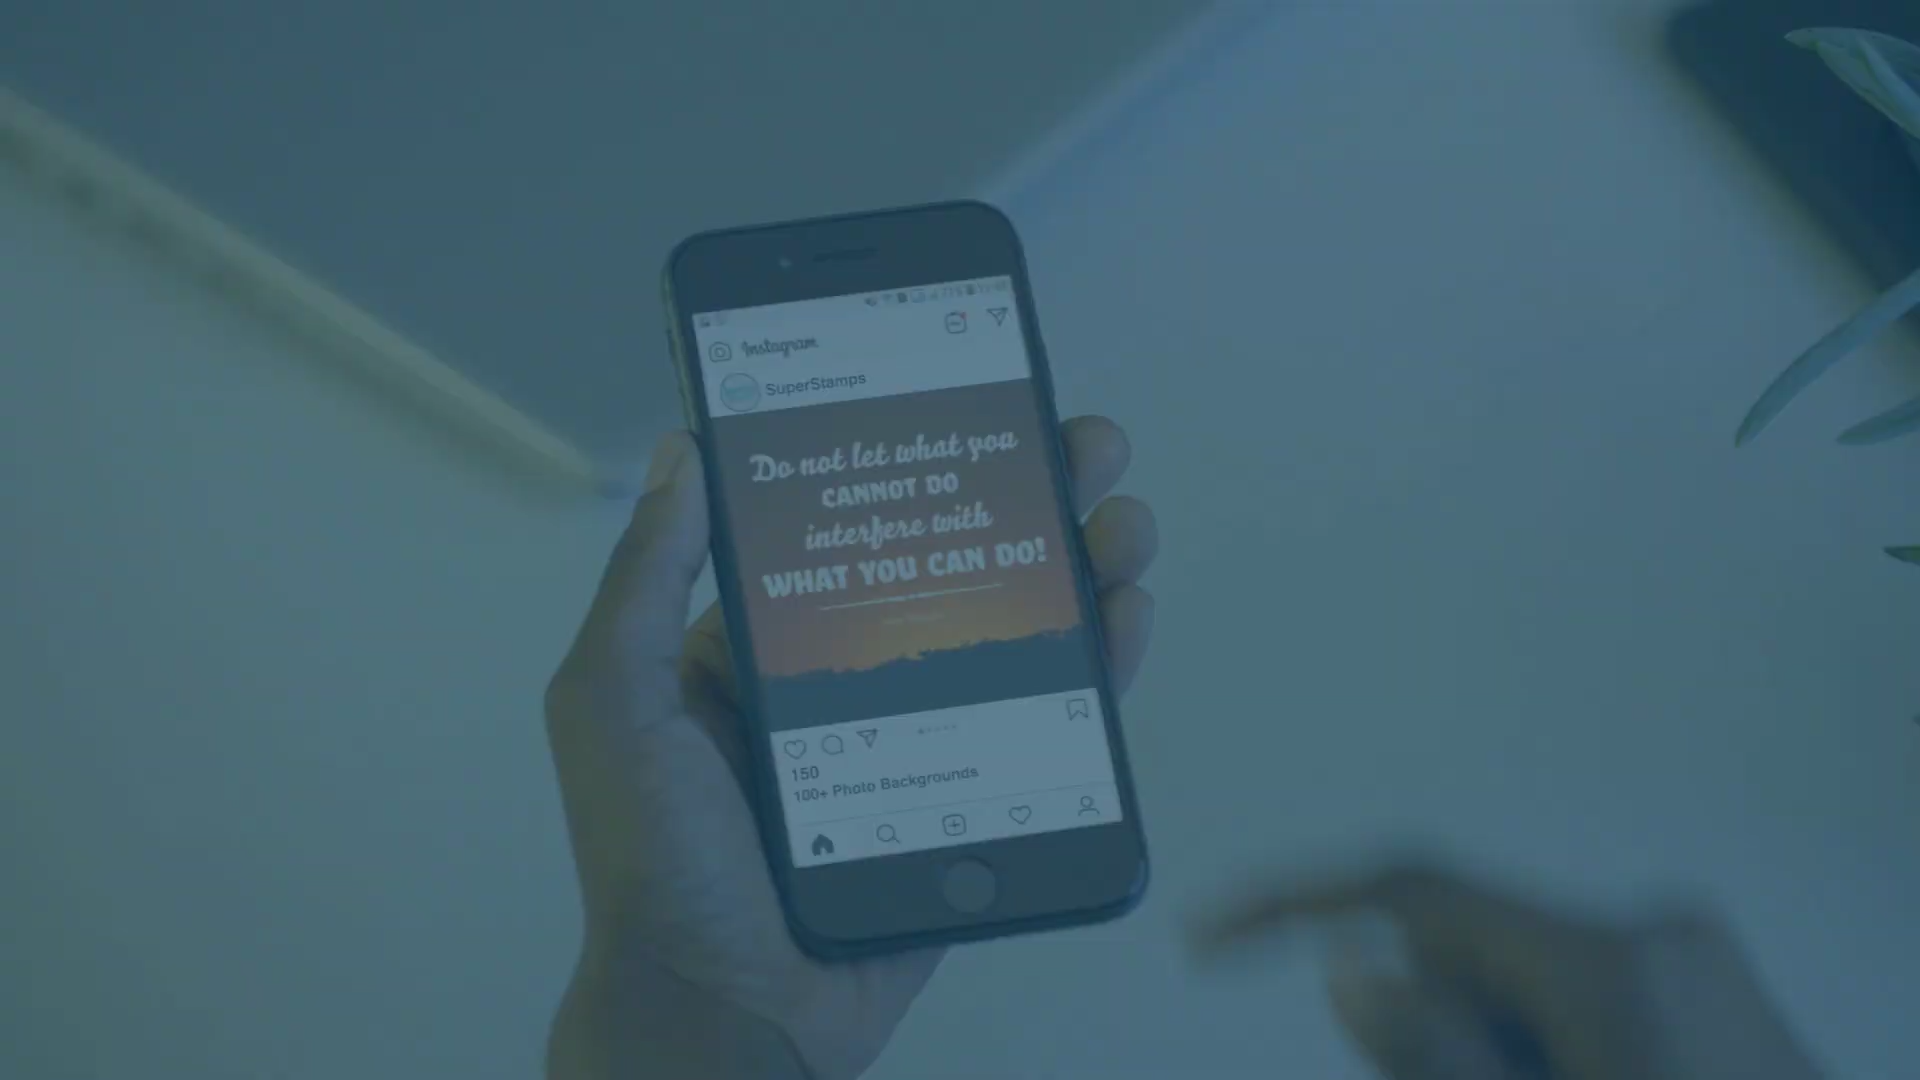 Instagram
SuperStamps
Do not let what you
CANNOT DO
interfere with
WHAT YOU CAN DO!
150
100+ Photo Backgrounds